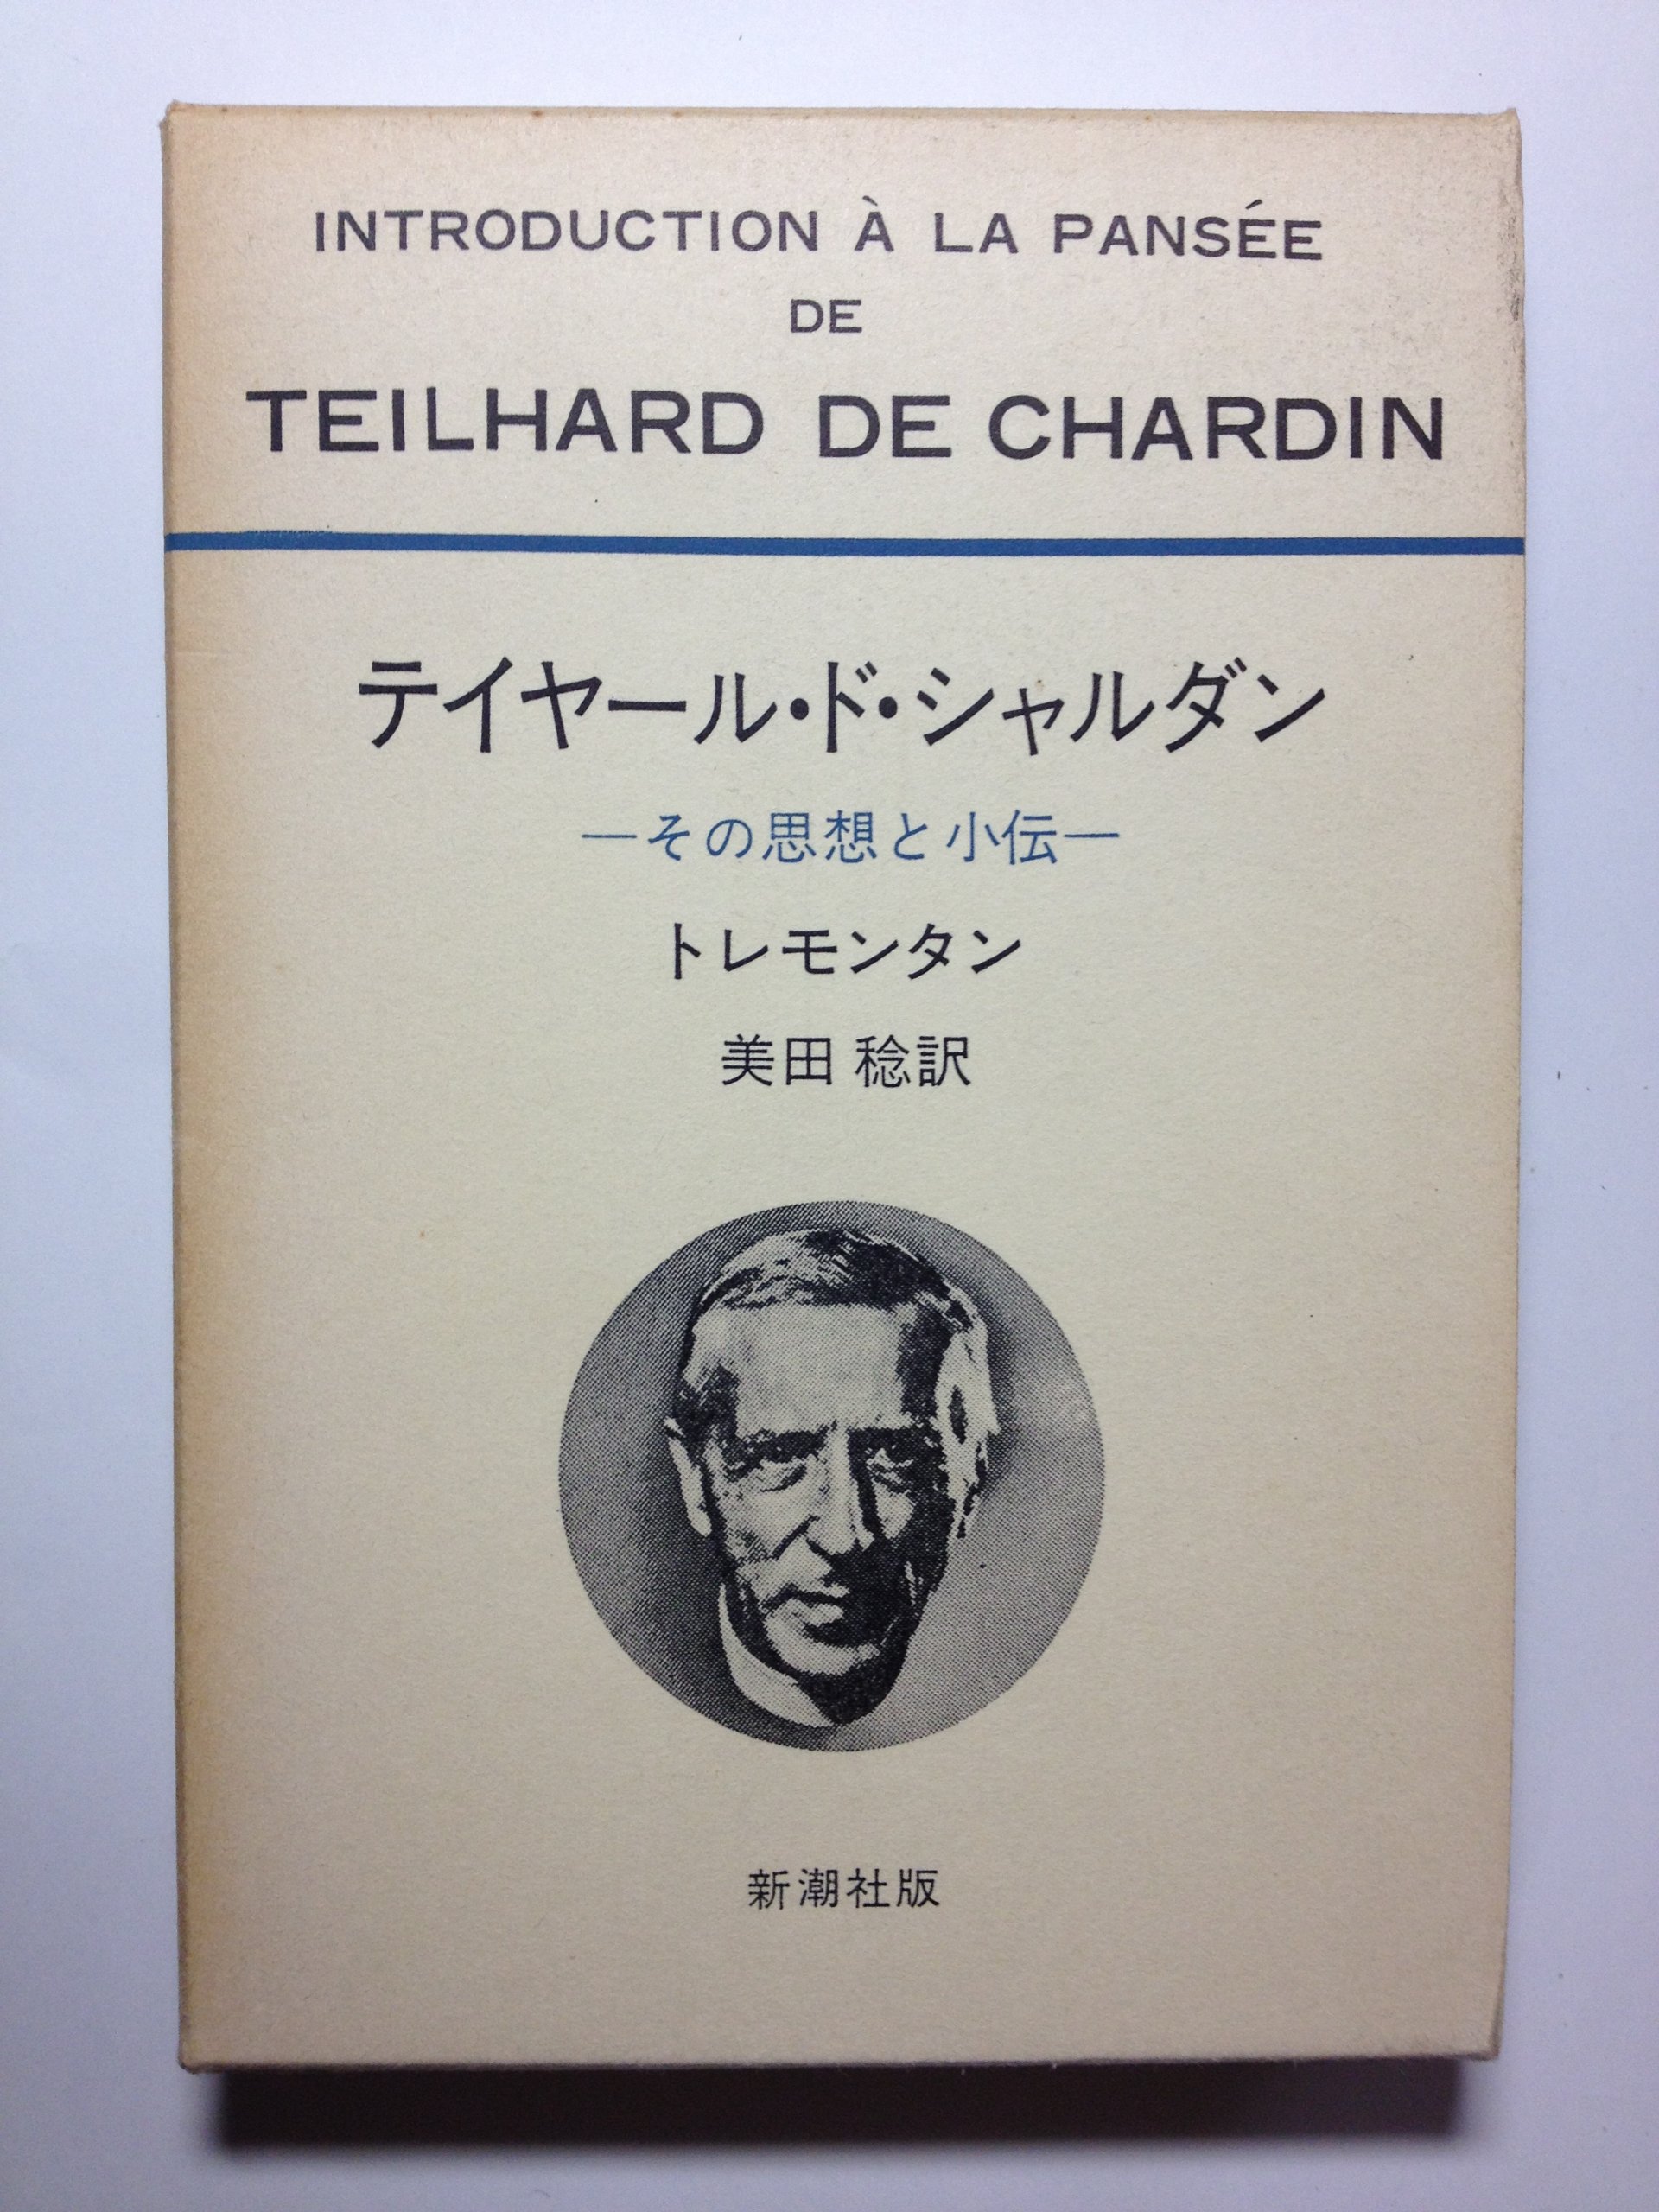 INTRODUCTION À LA PANSÉE
DE
TEILHARD DE CHARDIN
テイヤール・ド・シャルダン
―その思想と小伝―
トレモンタン
美田 稔訳
新潮社版